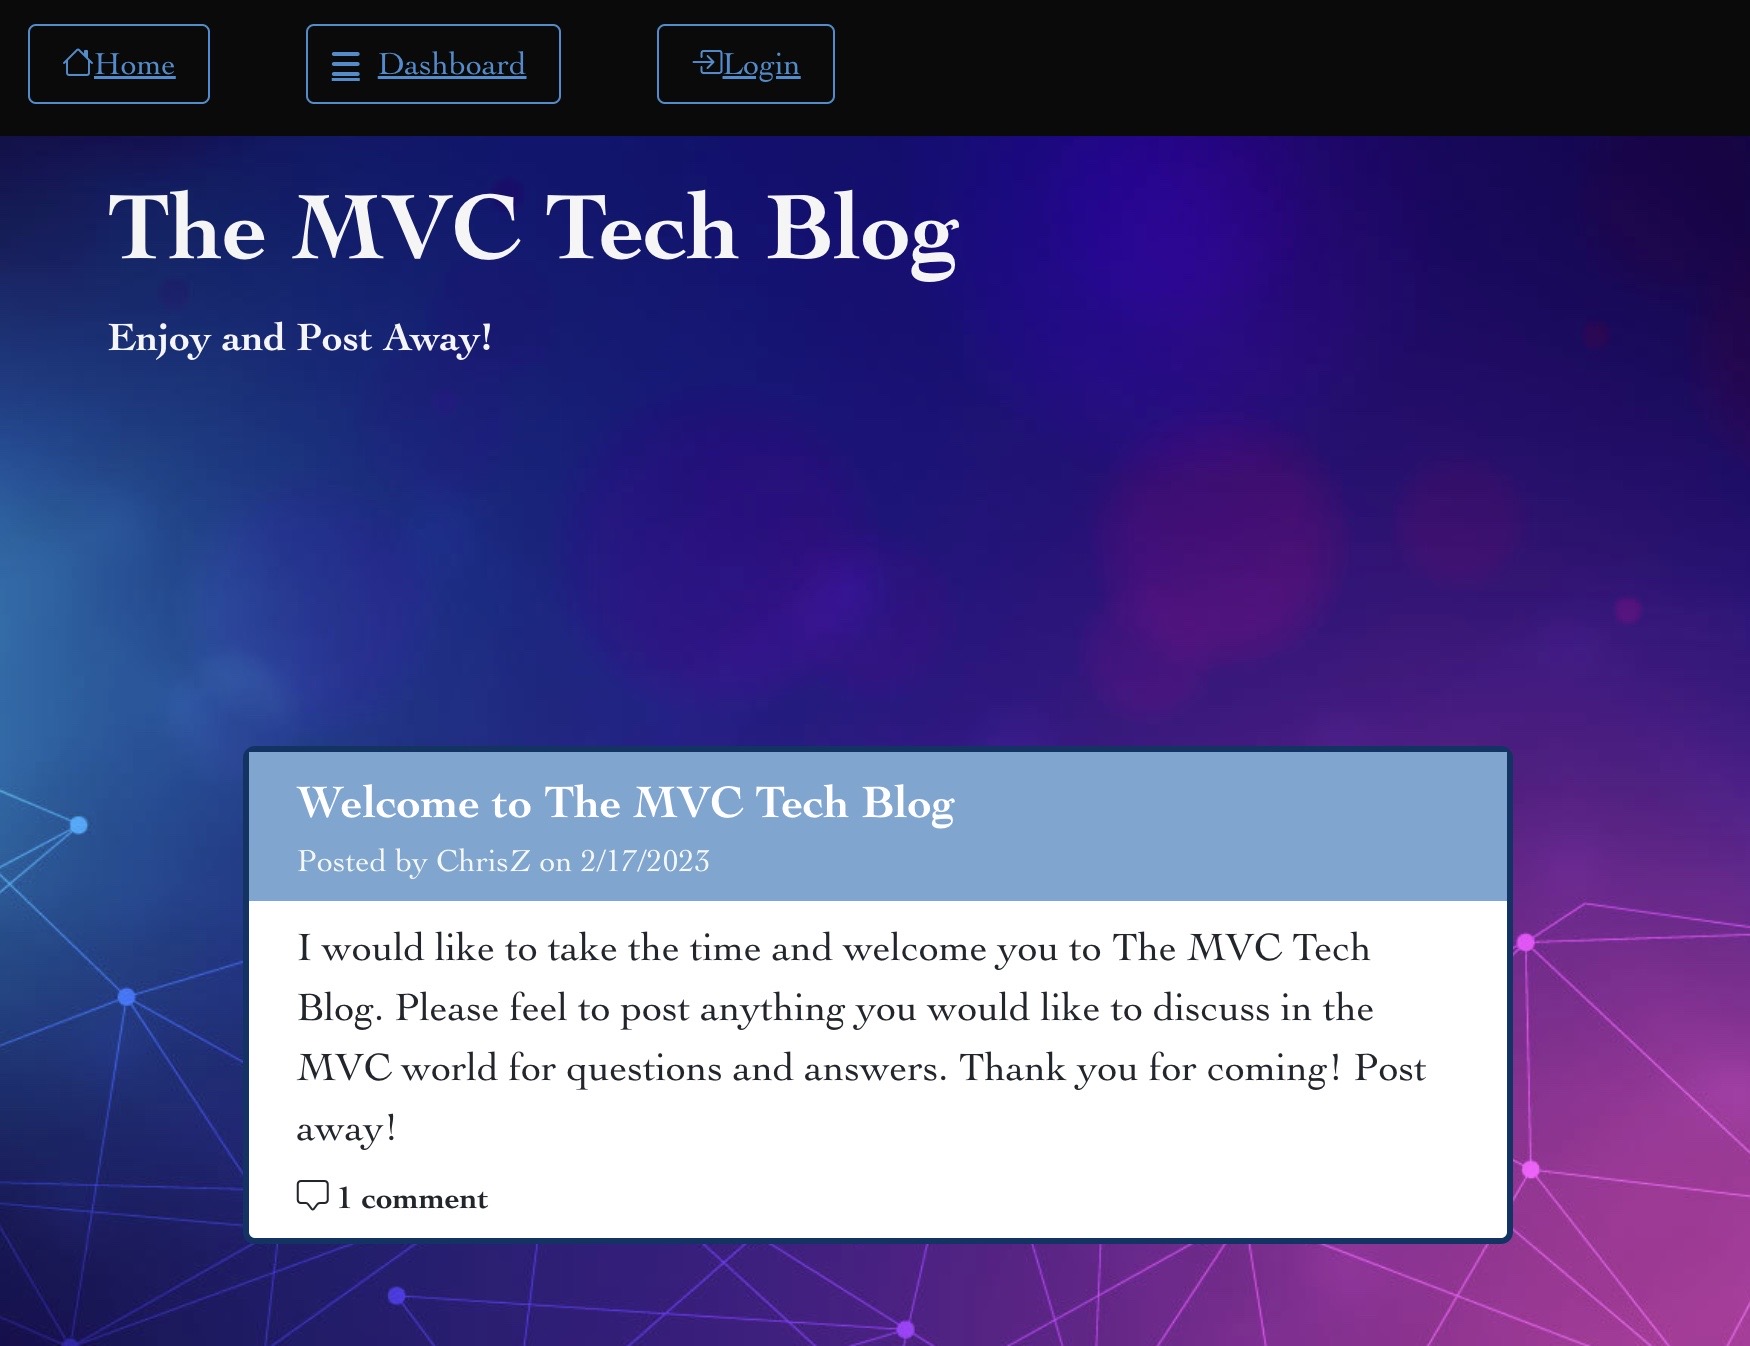 Home Dashboard Login
The MVC Tech Blog
Enjoy and Post Away!
Welcome to The MVC Tech Blog
Posted by ChrisZ on 2/17/2023
I would like to take the time and welcome you to The MVC Tech
Blog. Please feel to post anything you would like to discuss in the
MVC world for questions and answers. Thank you for coming! Post
away!
1 comment